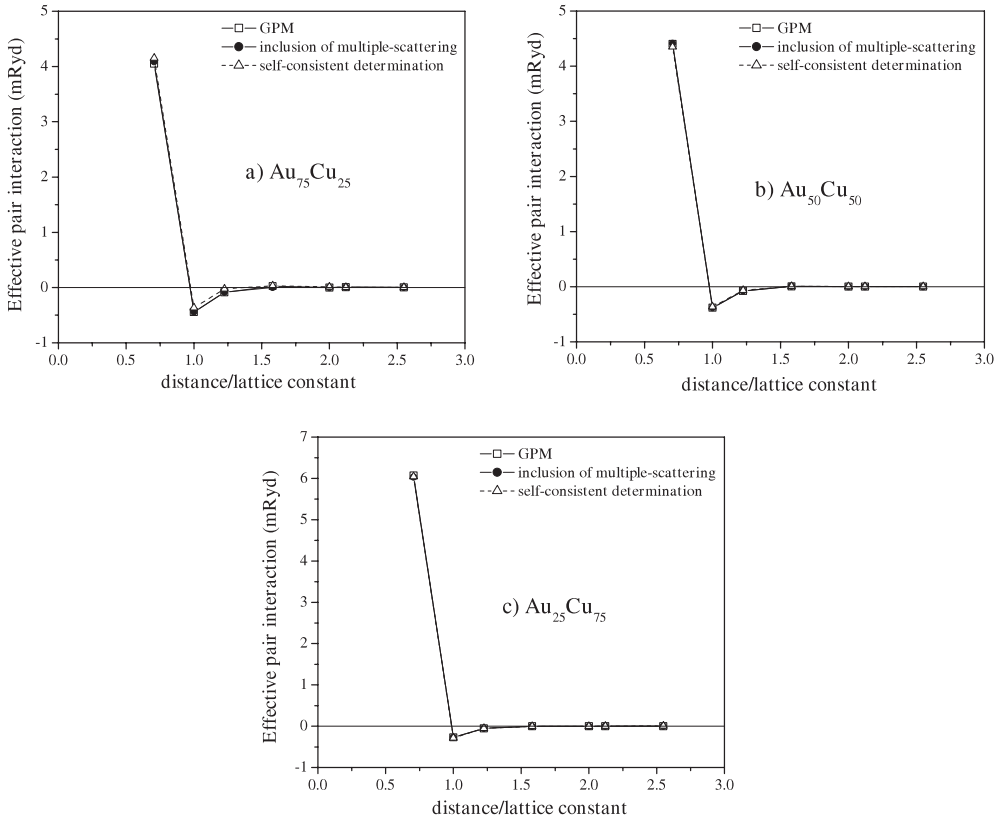 GPM
inclusion of multiple-scattering
self-consistent determination
a) Au75Cu25
Effective pair interaction (mRyd)
5
4
3
2
1
0
-1
0.0 0.5 1.0 1.5 2.0 2.5 3.0
distance/lattice constant
GPM
inclusion of multiple-scattering
self-consistent determination
b) Au50Cu50
Effective pair interaction (mRyd)
5
4
3
2
1
0
-1
0.0 0.5 1.0 1.5 2.0 2.5 3.0
distance/lattice constant
GPM
inclusion of multiple-scattering
self-consistent determination
c) Au25Cu75
Effective pair interaction (mRyd)
7
6
5
4
3
2
1
0
-1
0.0 0.5 1.0 1.5 2.0 2.5 3.0
distance/lattice constant